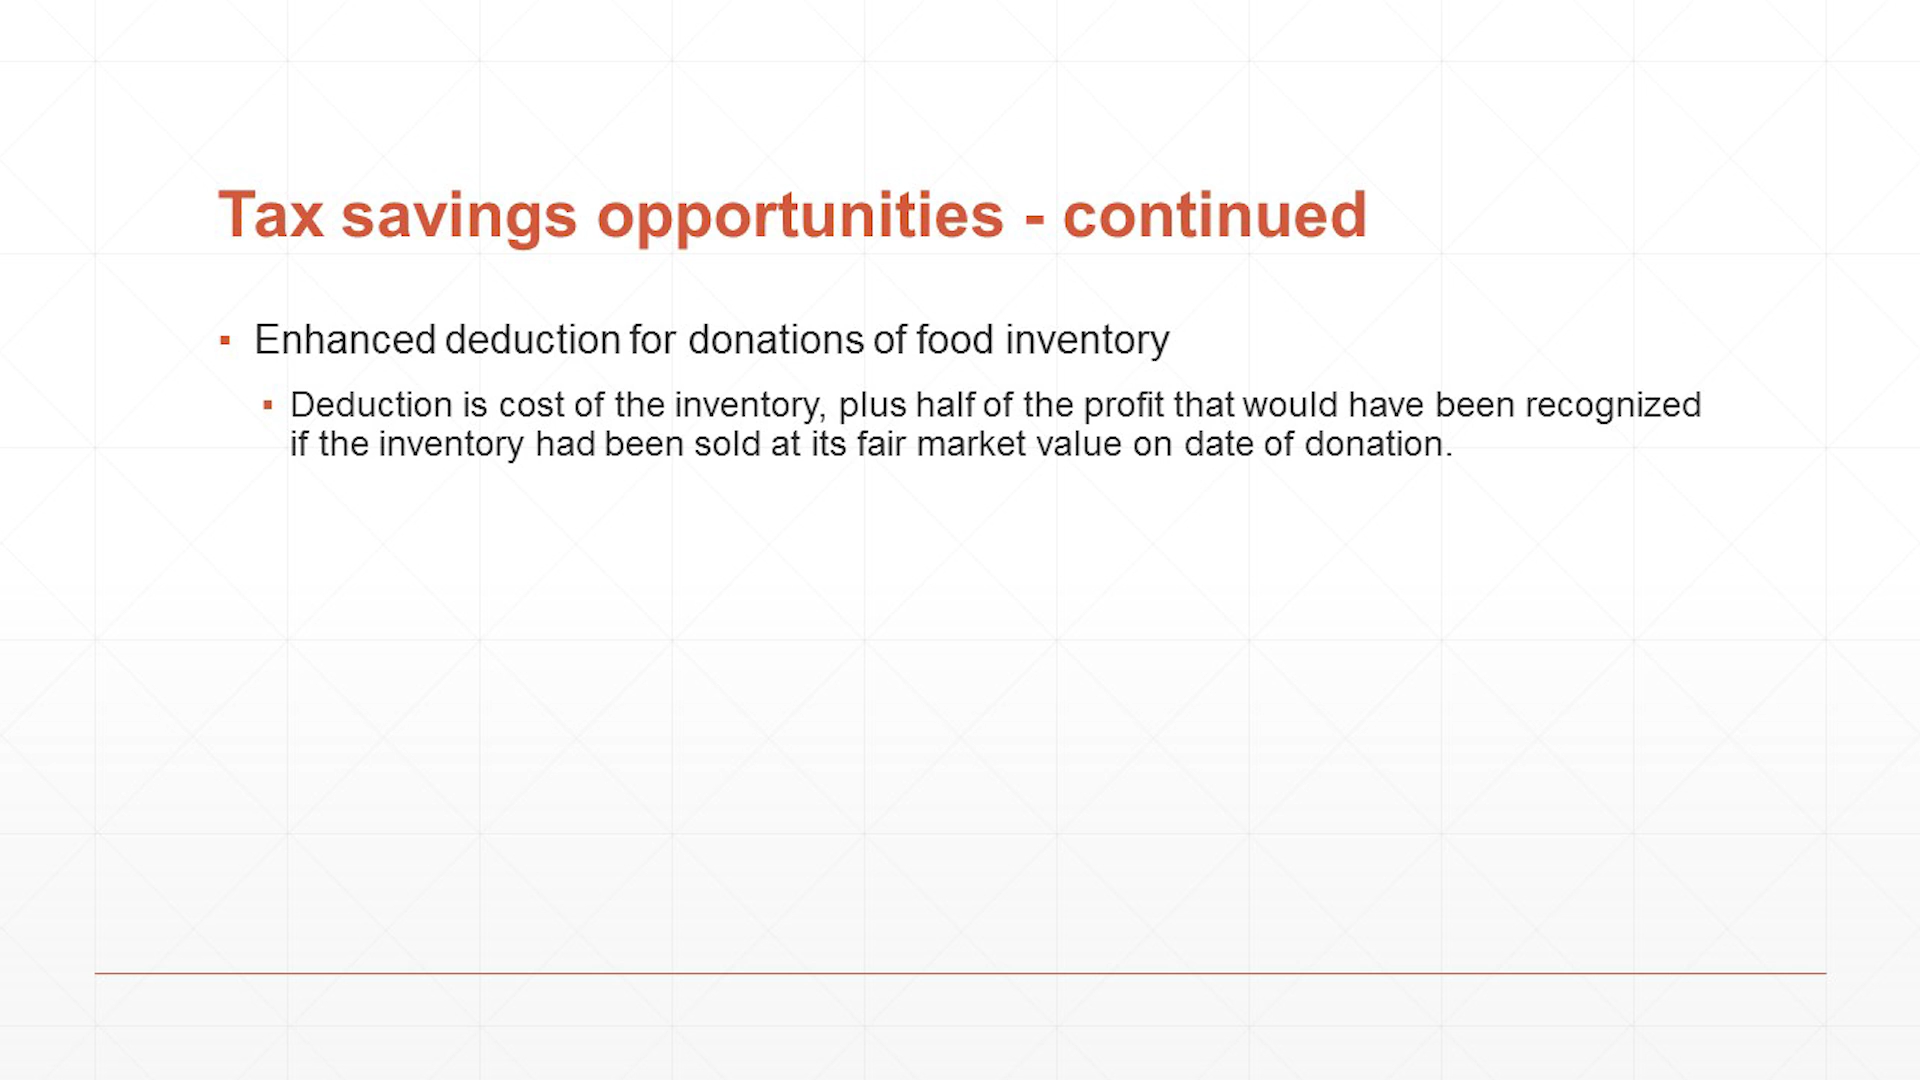 Tax savings opportunities - continued
▪ Enhanced deduction for donations of food inventory
▪ Deduction is cost of the inventory, plus half of the profit that would have been recognized
if the inventory had been sold at its fair market value on date of donation.